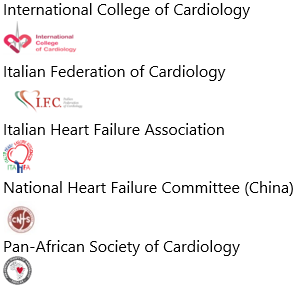 International College of Cardiology
International
College
of Cardiology
Italian Federation of Cardiology
I.F.C.
Italian Heart Failure Association
ITAHFA
National Heart Failure Committee (China)
Pan-African Society of Cardiology